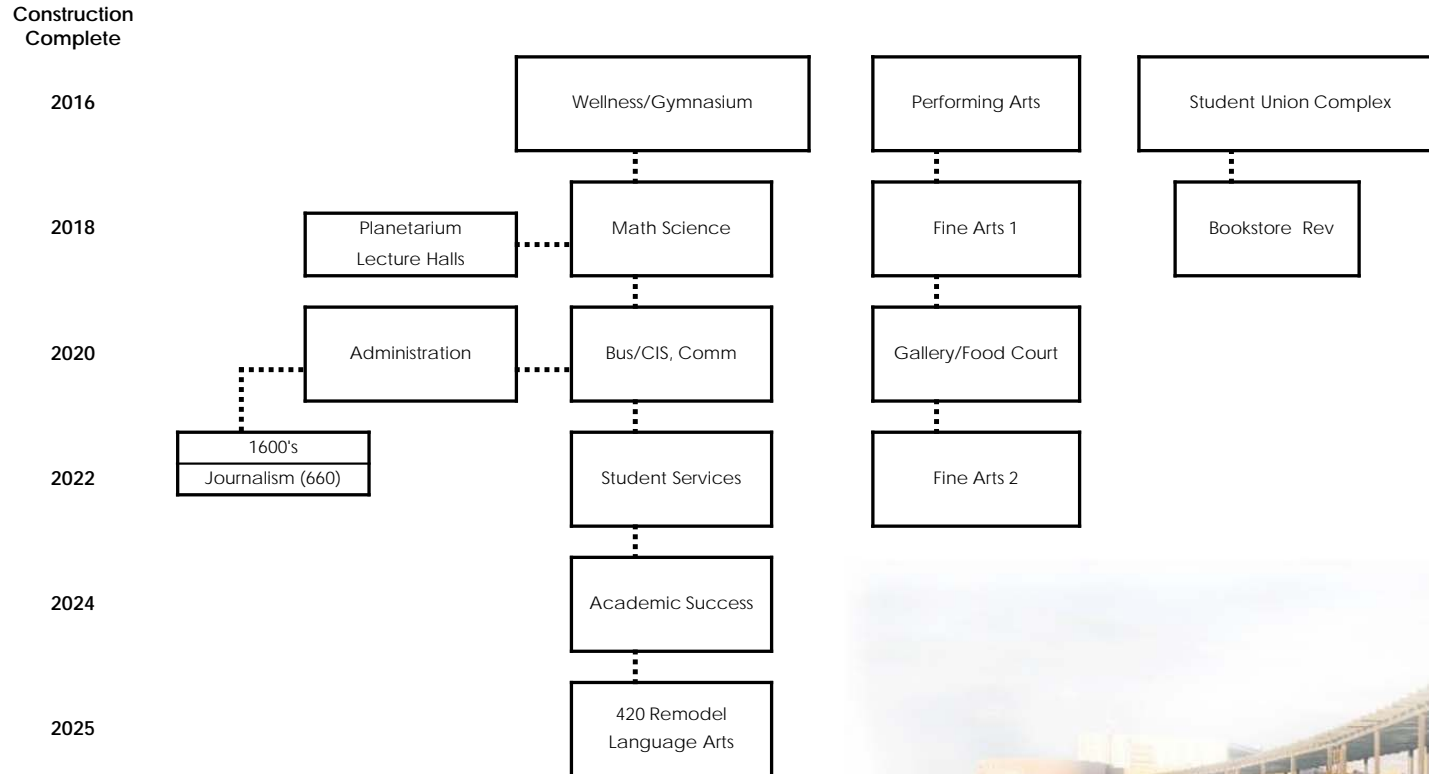 Construction
Complete
2016
Wellness/Gymnasium
Performing Arts
Student Union Complex
2018
Planetarium
Lecture Halls
Math Science
Fine Arts 1
Bookstore Rev
2020
Administration
Bus/CIS, Comm
Gallery/Food Court
2022
1600's
Journalism (660)
Student Services
Fine Arts 2
2024
Academic Success
2025
420 Remodel
Language Arts